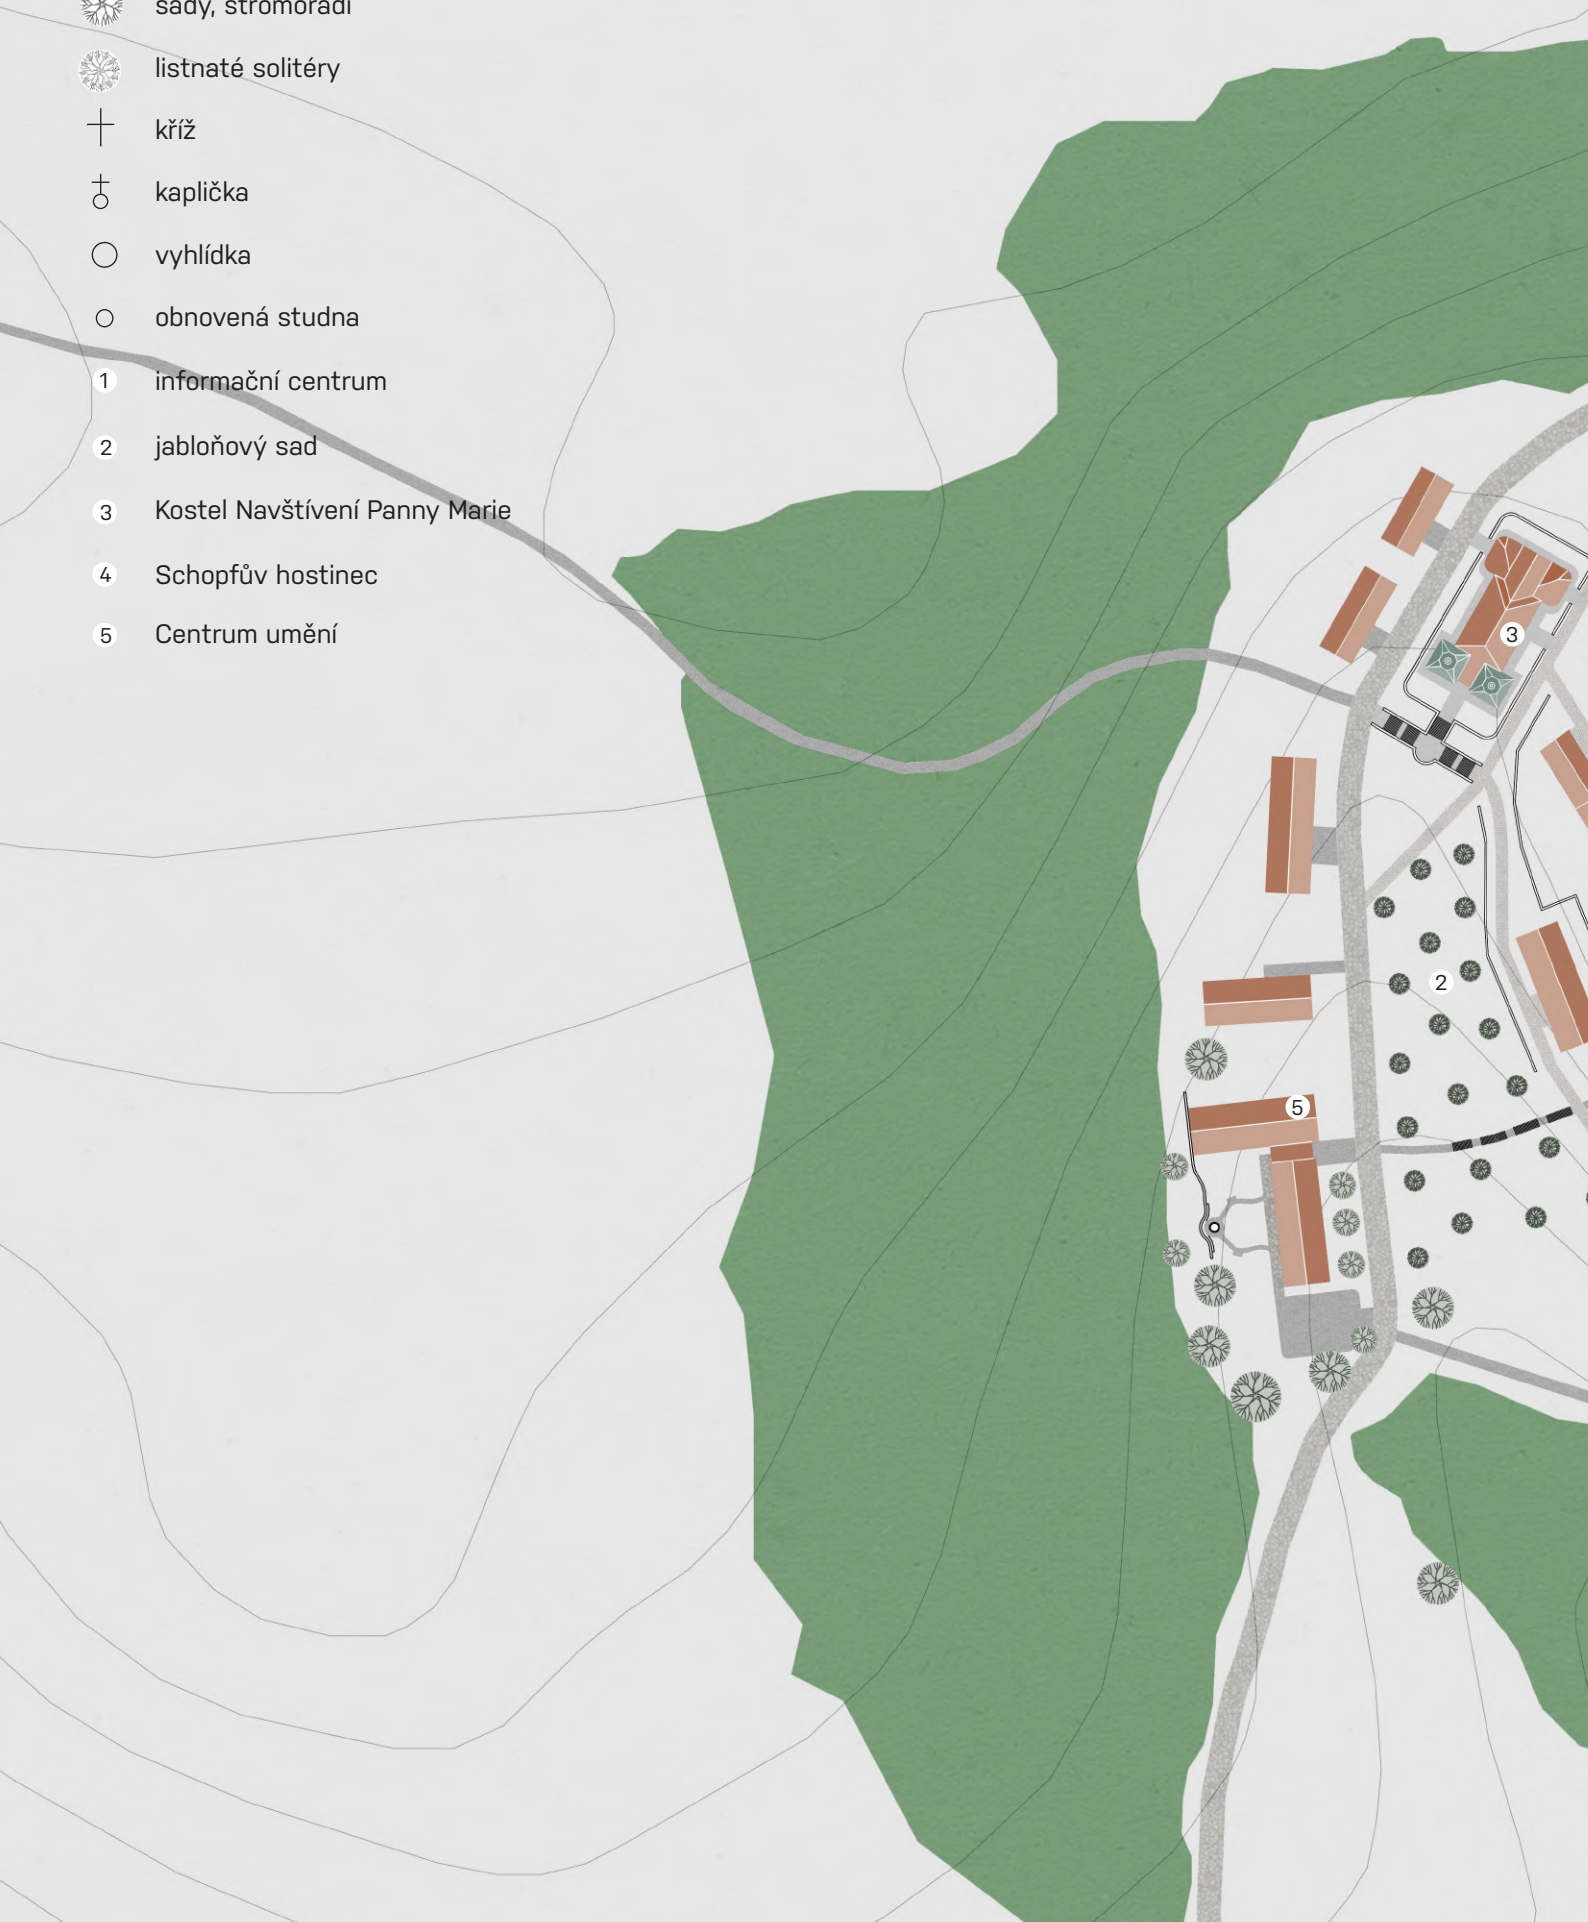 sady, stromořadí
listnaté solitéry
kříž
kaplička
vyhlídka
obnovená studna
1 informační centrum
2 jabloňový sad
3 Kostel Navštívení Panny Marie
4 Schopfův hostinec
5 Centrum umění
3
2
5